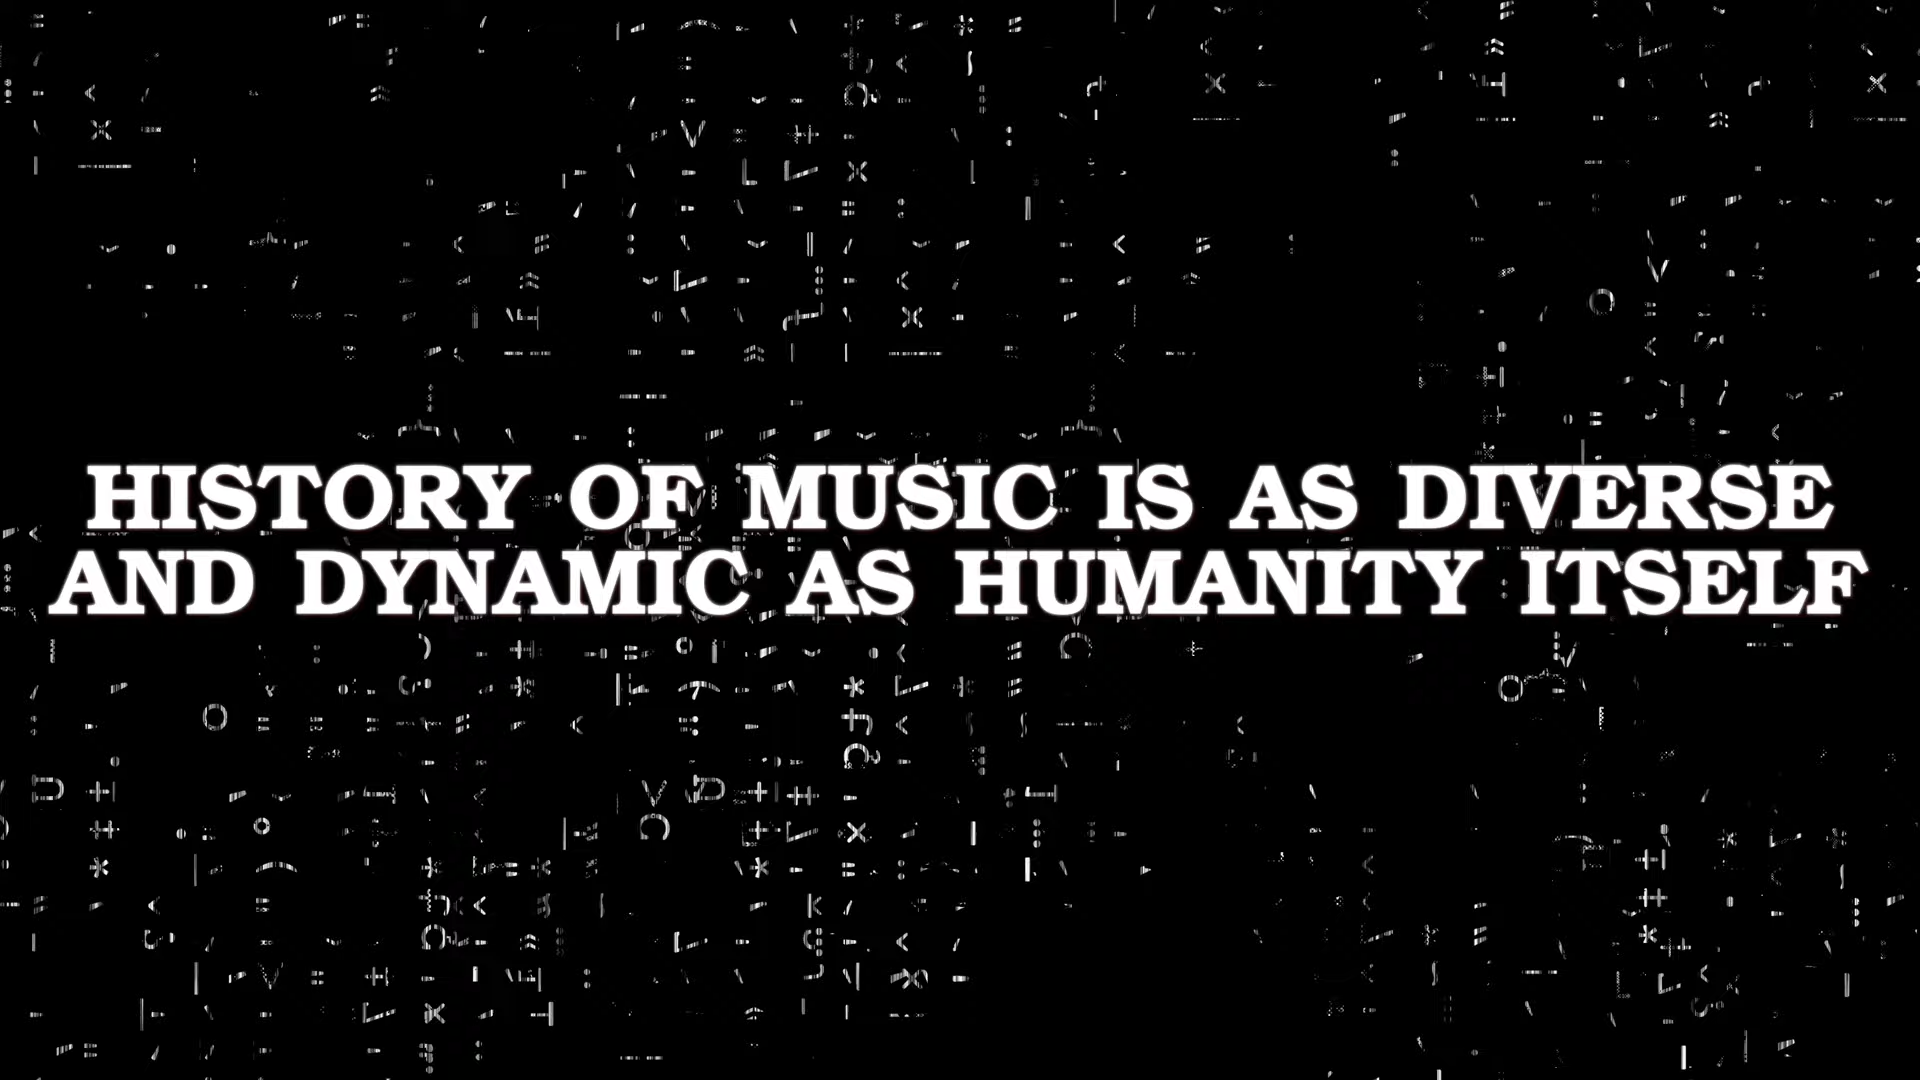 HISTORY OF MUSIC IS AS DIVERSE
AND DYNAMIC AS HUMANITY ITSELF